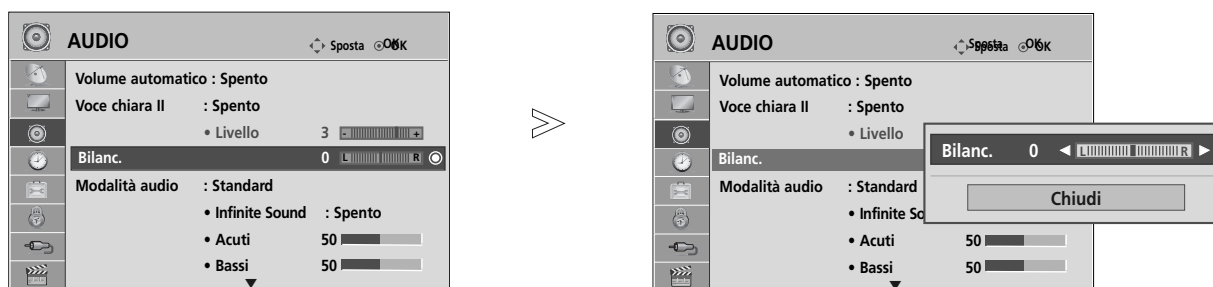 AUDIO
Sposta OK
Volume automatico : Spento
Voce chiara II : Spento
• Livello 3 - +
Bilanc. 0 L R
Modalità audio : Standard
• Infinite Sound : Spento
• Acuti 50
• Bassi 50
AUDIO
Sposta OK
Volume automatico : Spento
Voce chiara II : Spento
• Livello
Bilanc.
Modalità audio : Standard
• Infinite So
• Acuti 50
• Bassi 50
Bilanc. 0 L R
Chiudi